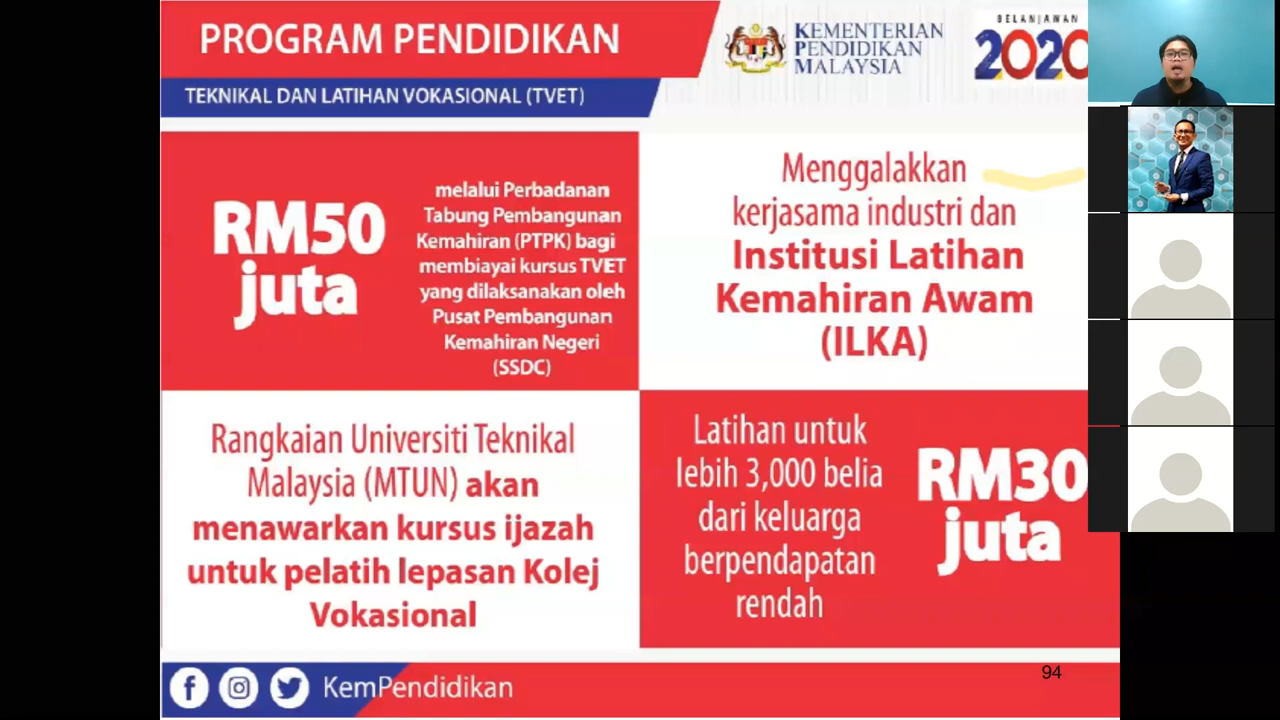 PROGRAM PENDIDIKAN
TEKNIKAL DAN LATIHAN VOKASIONAL (TVET)
KEMENTERIAN
PENDIDIKAN
MALAYSIA
BELANJAWAN
2020
RM50
juta
melalui Perbadanan
Tabung Pembangunan
Kemahiran (PTPK) bagi
membiayai kursus TVET
yang dilaksanakan oleh
Pusat Pembangunan
Kemahiran Negeri
(SSDC)
Menggalakkan
kerjasama industri dan
Institusi Latihan
Kemahiran Awam
(ILKA)
Rangkaian Universiti Teknikal
Malaysia (MTUN) akan
menawarkan kursus ijazah
untuk pelatih lepasan Kolej
Vokasional
Latihan untuk
lebih 3,000 belia
dari keluarga
berpendapatan
rendah
RM30
juta
KemPendidikan
94